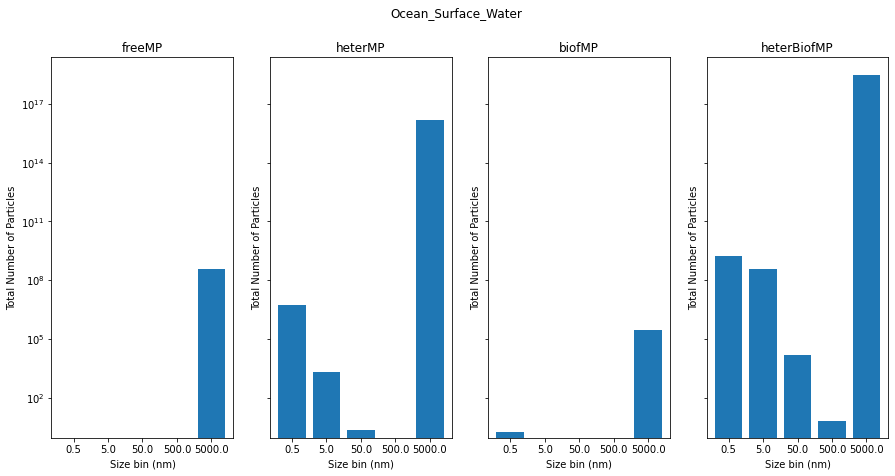 Ocean_Surface_Water
freeMP
heterMP
biofMP
heterBiofMP
Total Number of Particles
10^17
10^14
10^11
10^8
10^5
10^2
0.5 5.0 50.0 500.0 5000.0
Size bin (nm)
Total Number of Particles
0.5 5.0 50.0 500.0 5000.0
Size bin (nm)
Total Number of Particles
0.5 5.0 50.0 500.0 5000.0
Size bin (nm)
Total Number of Particles
0.5 5.0 50.0 500.0 5000.0
Size bin (nm)